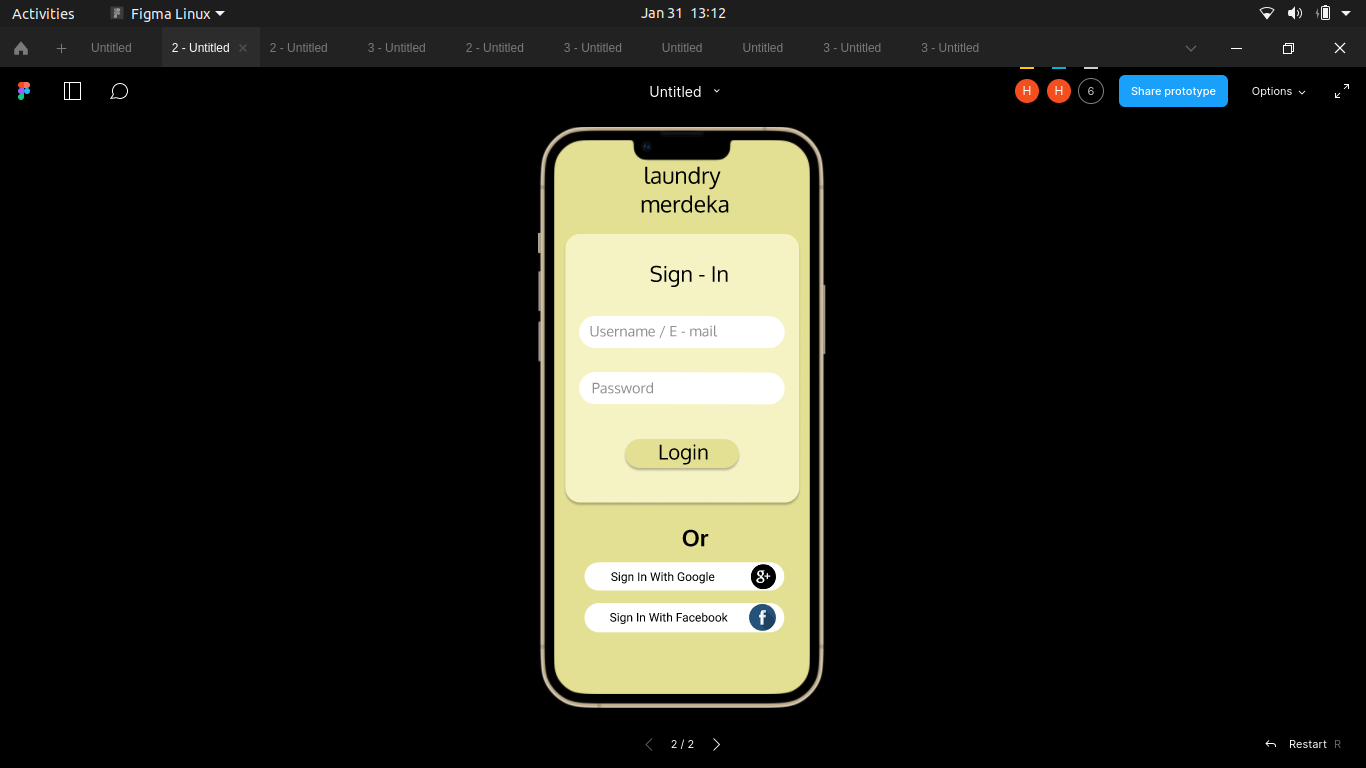 Activities Figma Linux Jan 31 13:12
Untitled 2 - Untitled 2 - Untitled 3 - Untitled 2 - Untitled 3 - Untitled Untitled Untitled 3 - Untitled 3 - Untitled
Untitled H H 6 Share prototype Options
laundry
merdeka
Sign - In
Username / E - mail
Password
Login
Or
Sign In With Google g+
Sign In With Facebook f
2 / 2 Restart R